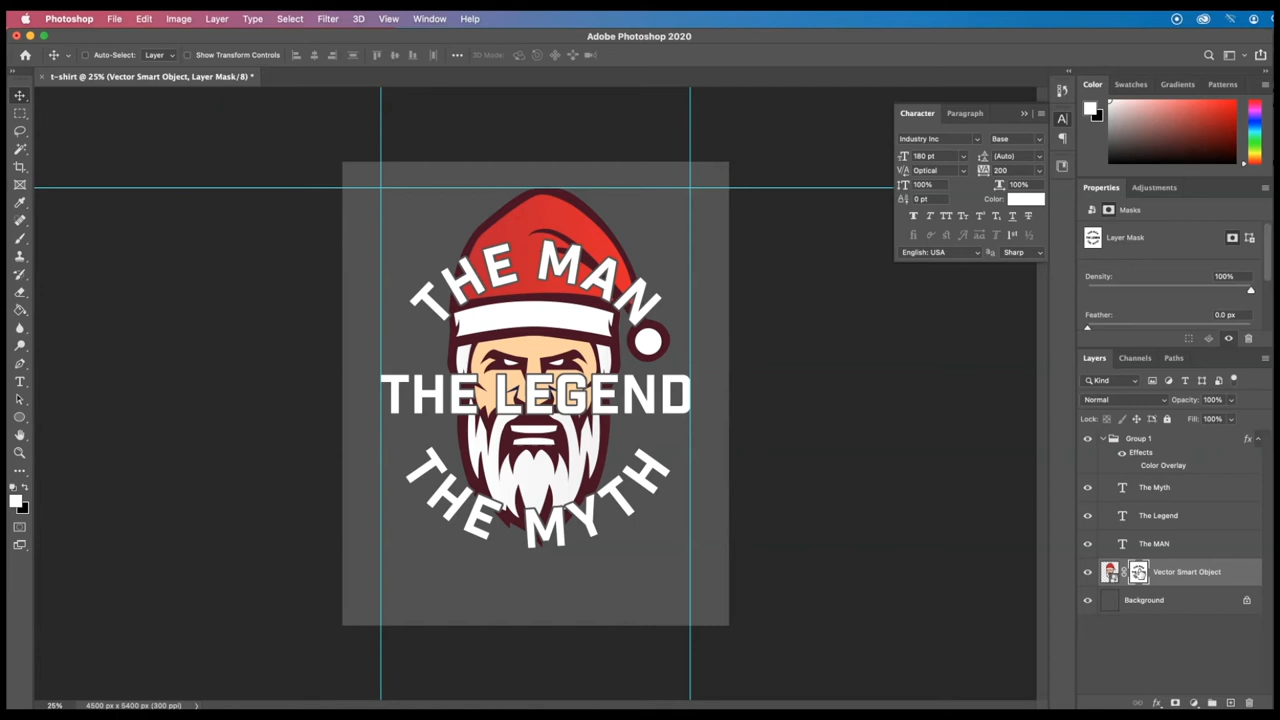 Photoshop File Edit Image Layer Type Select Filter 3D View Window Help
Adobe Photoshop 2020
Auto-Select: Layer Show Transform Controls 3D Mode:
t-shirt @ 25% (Vector Smart Object, Layer Mask/8) *
Color Swatches Gradients Patterns
Character Paragraph
Industry Inc Base
180 pt (Auto)
Optical 200
100% 100%
0 pt Color:
English: USA Sharp
Properties Adjustments
Masks
Layer Mask
Density: 100%
Feather: 0.0 px
Layers Channels Paths
Kind
Normal Opacity: 100%
Lock: Fill: 100%
Group 1 fx
Effects
Color Overlay
The Myth
The Legend
The MAN
Vector Smart Object
Background
THE MAN
THE LEGEND
THE MYTH
25% 4500 px x 5400 px (300 ppi)